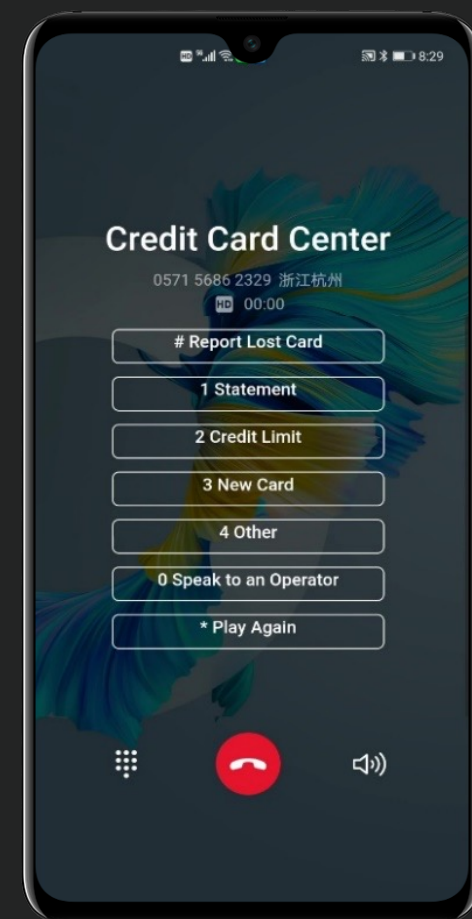 8:29
Credit Card Center
0571 5686 2329 浙江杭州
HD 00:00
# Report Lost Card
1 Statement
2 Credit Limit
3 New Card
4 Other
0 Speak to an Operator
* Play Again